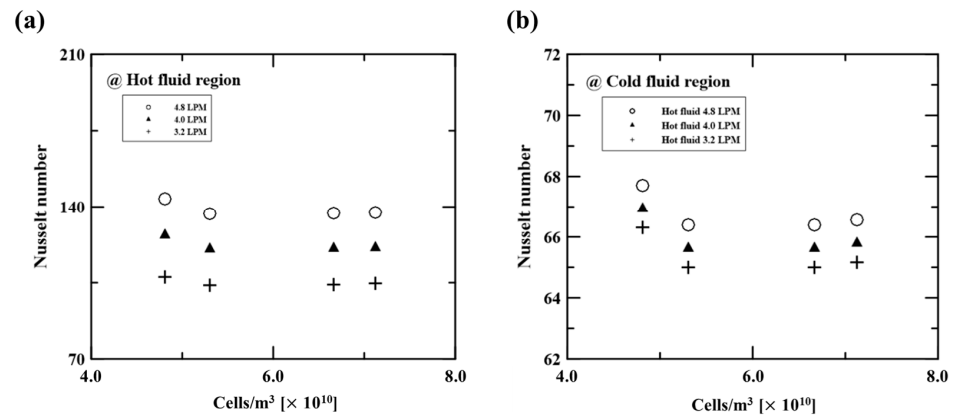 (a)
210
@ Hot fluid region
4.8 LPM
4.0 LPM
3.2 LPM
Nusselt number
140
70
4.0
6.0
8.0
Cells/m³ [× 10¹⁰]
(b)
72
@ Cold fluid region
70
Hot fluid 4.8 LPM
Hot fluid 4.0 LPM
Hot fluid 3.2 LPM
Nusselt number
68
66
64
62
4.0
6.0
8.0
Cells/m³ [× 10¹⁰]